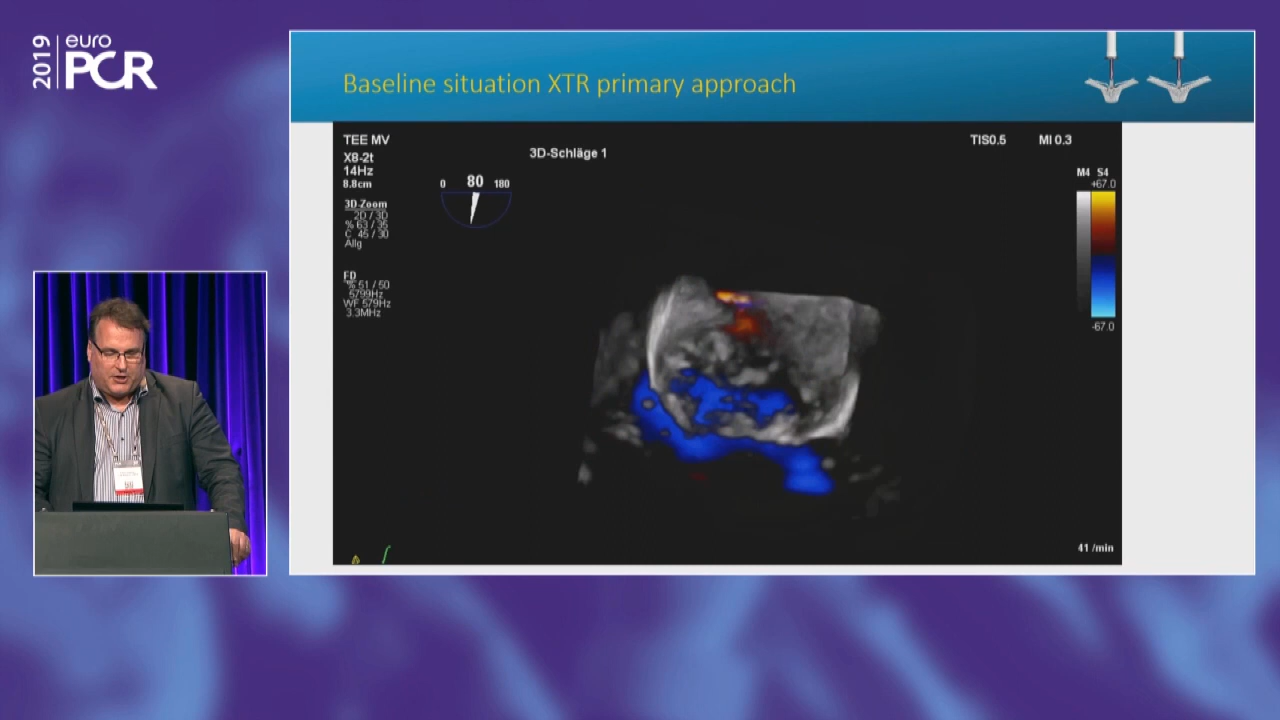 2019
euro
PCR
Baseline situation XTR primary approach
TEE MV
X8-2t
14Hz
8.8cm
3D-Schläge 1
TIS0.5 MI 0.3
0 80 180
M4 S4
+67.0
-67.0
3D Zoom
2D / 3D
% 63 / 35
C 45 / 30
Allg
FD
% 51 / 50
5799Hz
WF 579Hz
3.3MHz
41 /min